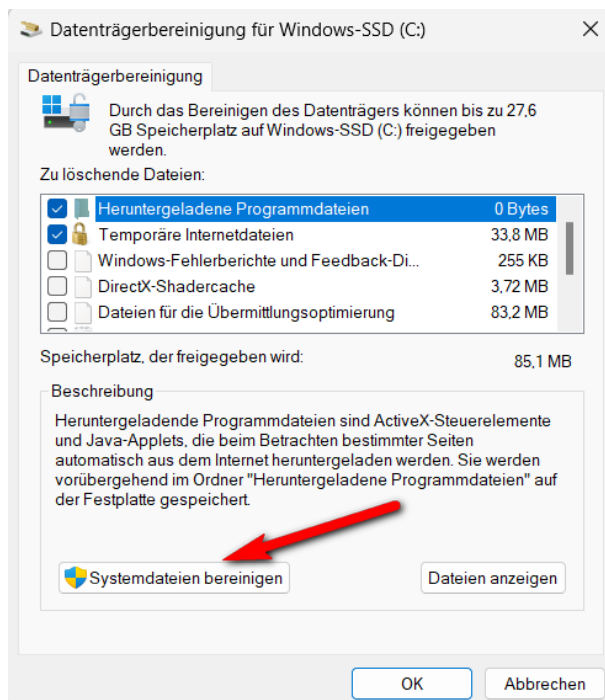 Datenträgerbereinigung für Windows-SSD (C:)
Datenträgerbereinigung
Durch das Bereinigen des Datenträgers können bis zu 27,6
GB Speicherplatz auf Windows-SSD (C:) freigegeben
werden.
Zu löschende Dateien:
Heruntergeladene Programmdateien 0 Bytes
Temporäre Internetdateien 33,8 MB
Windows-Fehlerberichte und Feedback-Di... 255 KB
DirectX-Shadercache 3,72 MB
Dateien für die Übermittlungsoptimierung 83,2 MB
Speicherplatz, der freigegeben wird: 85,1 MB
Beschreibung
Heruntergeladende Programmdateien sind ActiveX-Steuerelemente
und Java-Applets, die beim Betrachten bestimmter Seiten
automatisch aus dem Internet heruntergeladen werden. Sie werden
vorübergehend im Ordner "Heruntergeladene Programmdateien" auf
der Festplatte gespeichert.
Systemdateien bereinigen Dateien anzeigen
OK Abbrechen